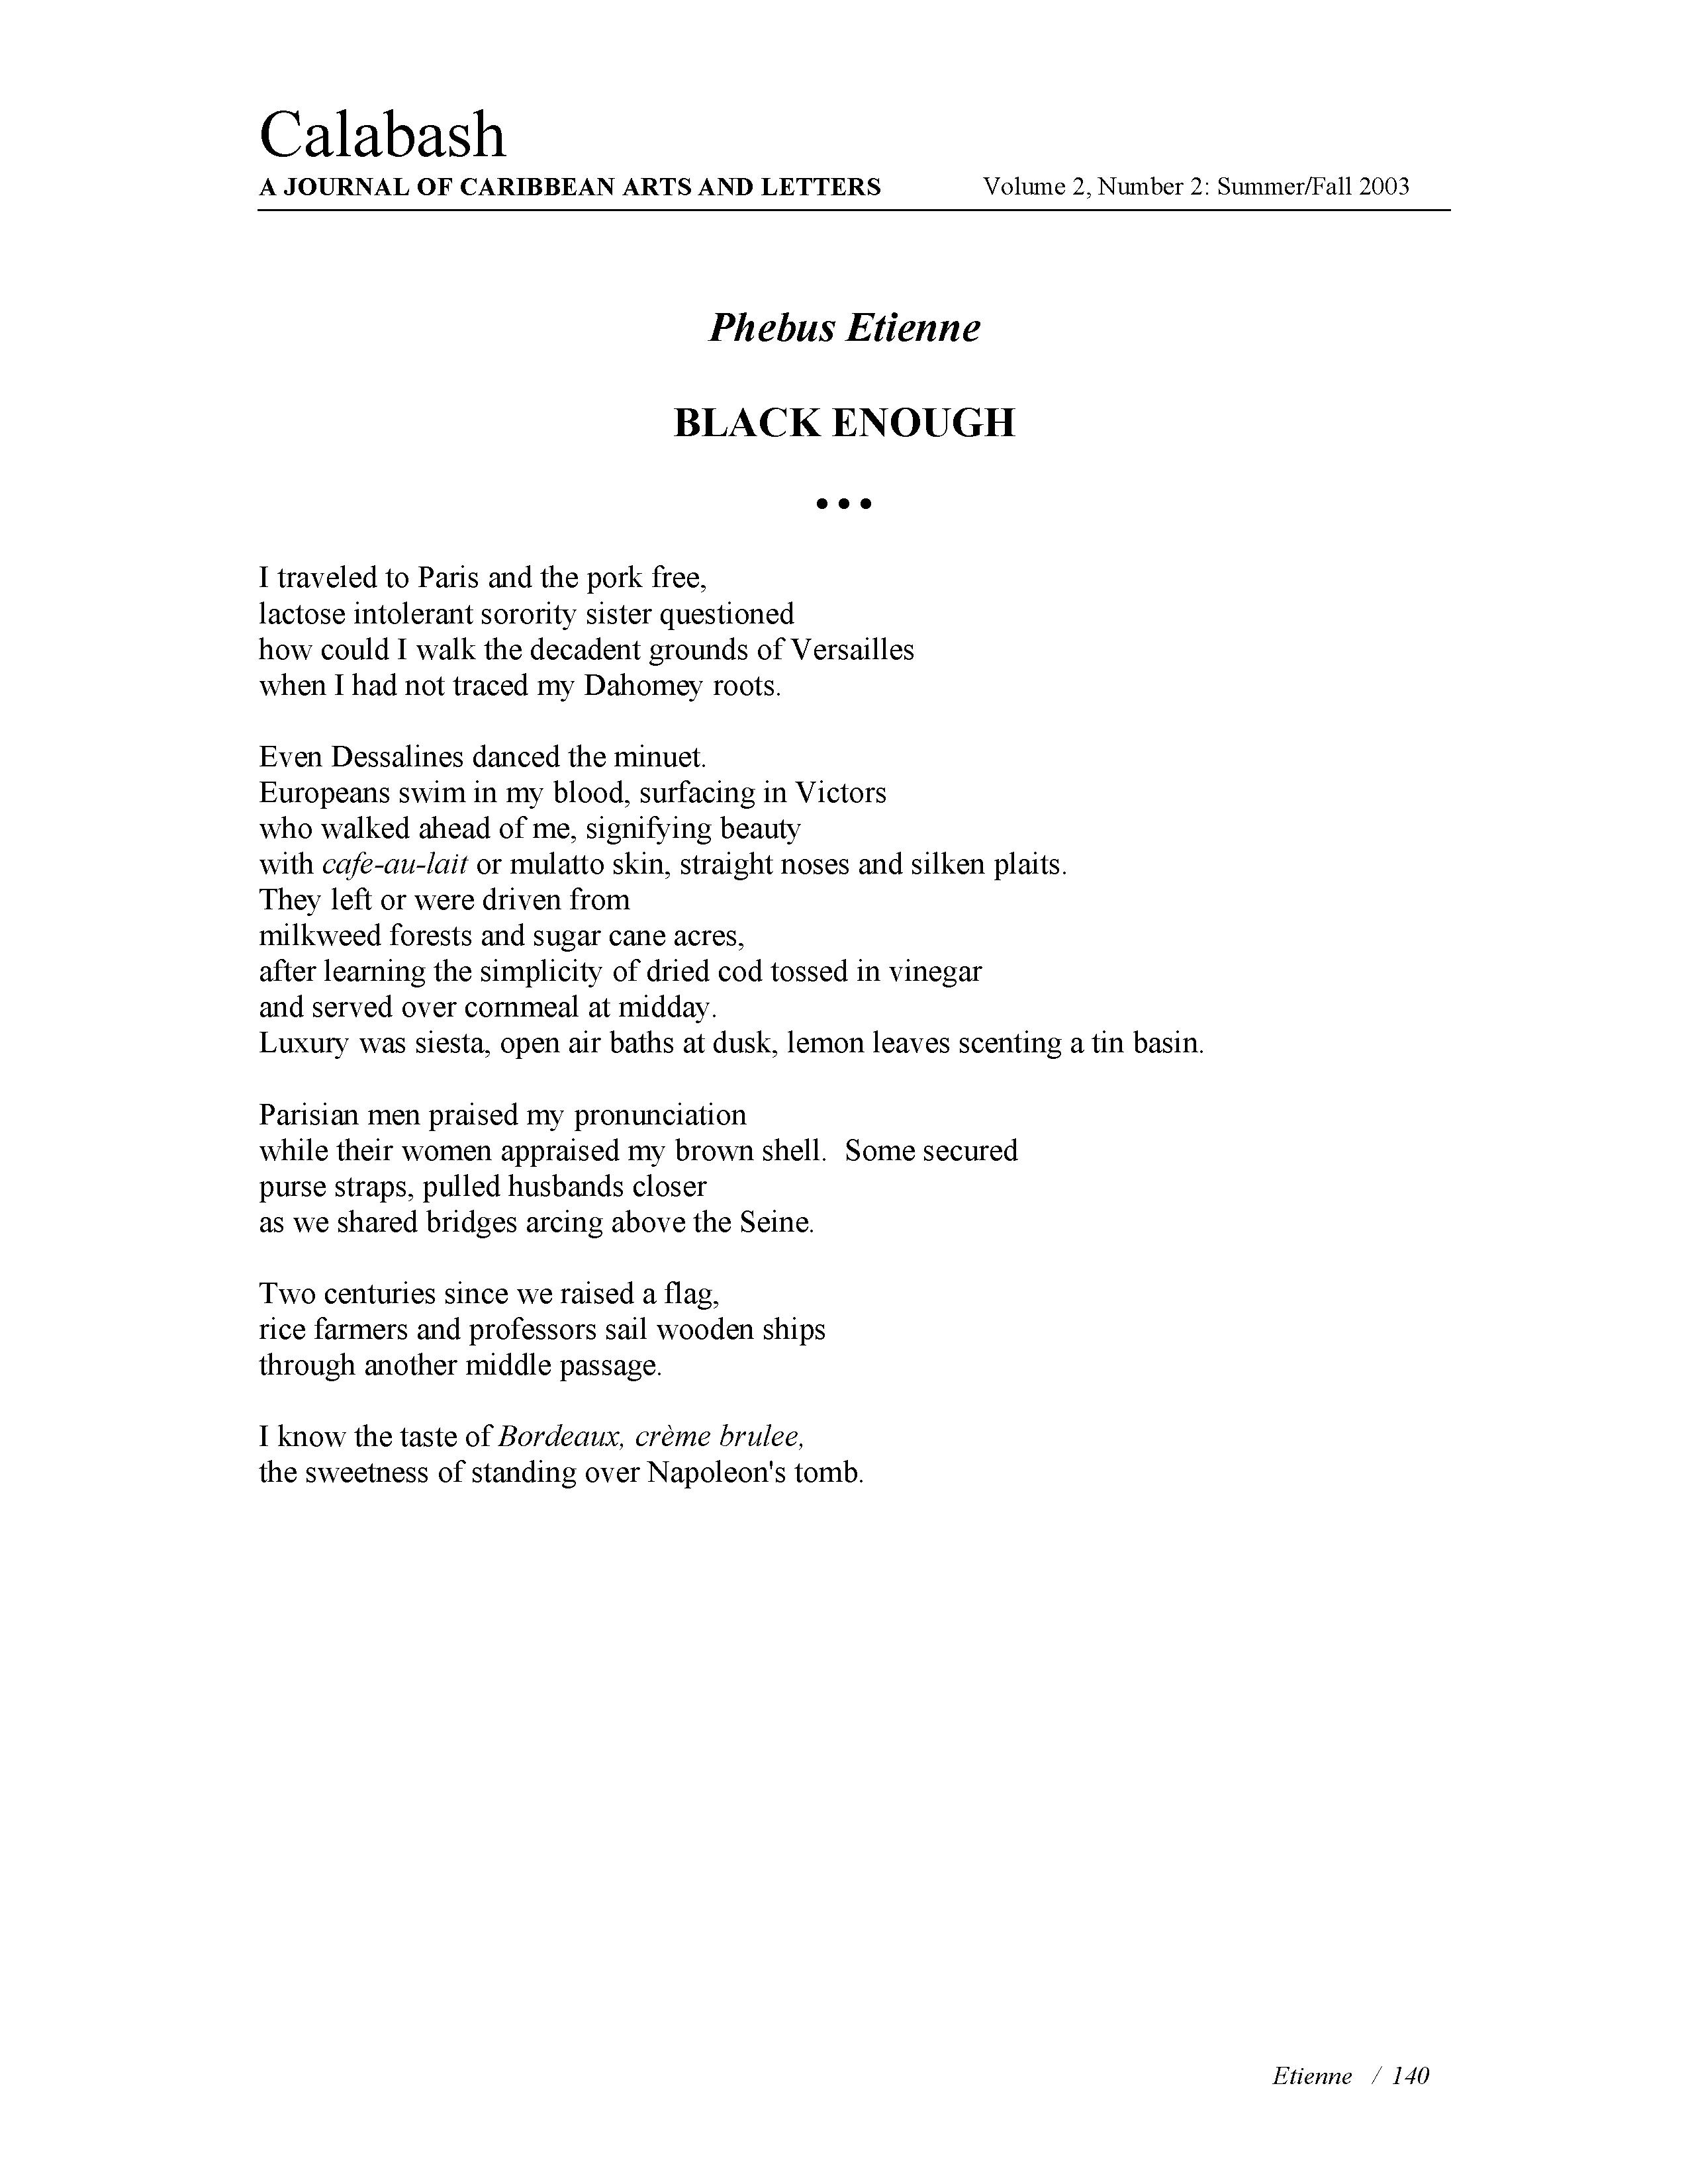 Calabash
A JOURNAL OF CARIBBEAN ARTS AND LETTERS Volume 2, Number 2: Summer/Fall 2003
Phebus Etienne
BLACK ENOUGH
• • •
I traveled to Paris and the pork free,
lactose intolerant sorority sister questioned
how could I walk the decadent grounds of Versailles
when I had not traced my Dahomey roots.
Even Dessalines danced the minuet.
Europeans swim in my blood, surfacing in Victors
who walked ahead of me, signifying beauty
with cafe-au-lait or mulatto skin, straight noses and silken plaits.
They left or were driven from
milkweed forests and sugar cane acres,
after learning the simplicity of dried cod tossed in vinegar
and served over cornmeal at midday.
Luxury was siesta, open air baths at dusk, lemon leaves scenting a tin basin.
Parisian men praised my pronunciation
while their women appraised my brown shell.  Some secured
purse straps, pulled husbands closer
as we shared bridges arcing above the Seine.
Two centuries since we raised a flag,
rice farmers and professors sail wooden ships
through another middle passage.
I know the taste of Bordeaux, crème brulee,
the sweetness of standing over Napoleon's tomb.
Etienne / 140